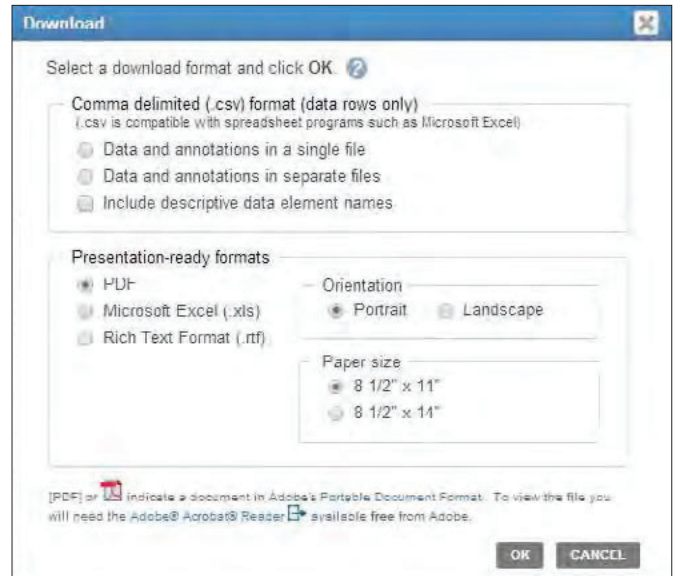 Download
Select a download format and click OK.
Comma delimited (.csv) format (data rows only)
(.csv is compatible with spreadsheet programs such as Microsoft Excel)
Data and annotations in a single file
Data and annotations in separate files
Include descriptive data element names
Presentation-ready formats
PDF
Microsoft Excel (.xls)
Rich Text Format (.rtf)
Orientation
Portrait Landscape
Paper size
8 1/2" x 11"
8 1/2" x 14"
[PDF] or indicate a document in Adobe's Portable Document Format. To view the file you
will need the Adobe® Acrobat® Reader available free from Adobe.
OK CANCEL